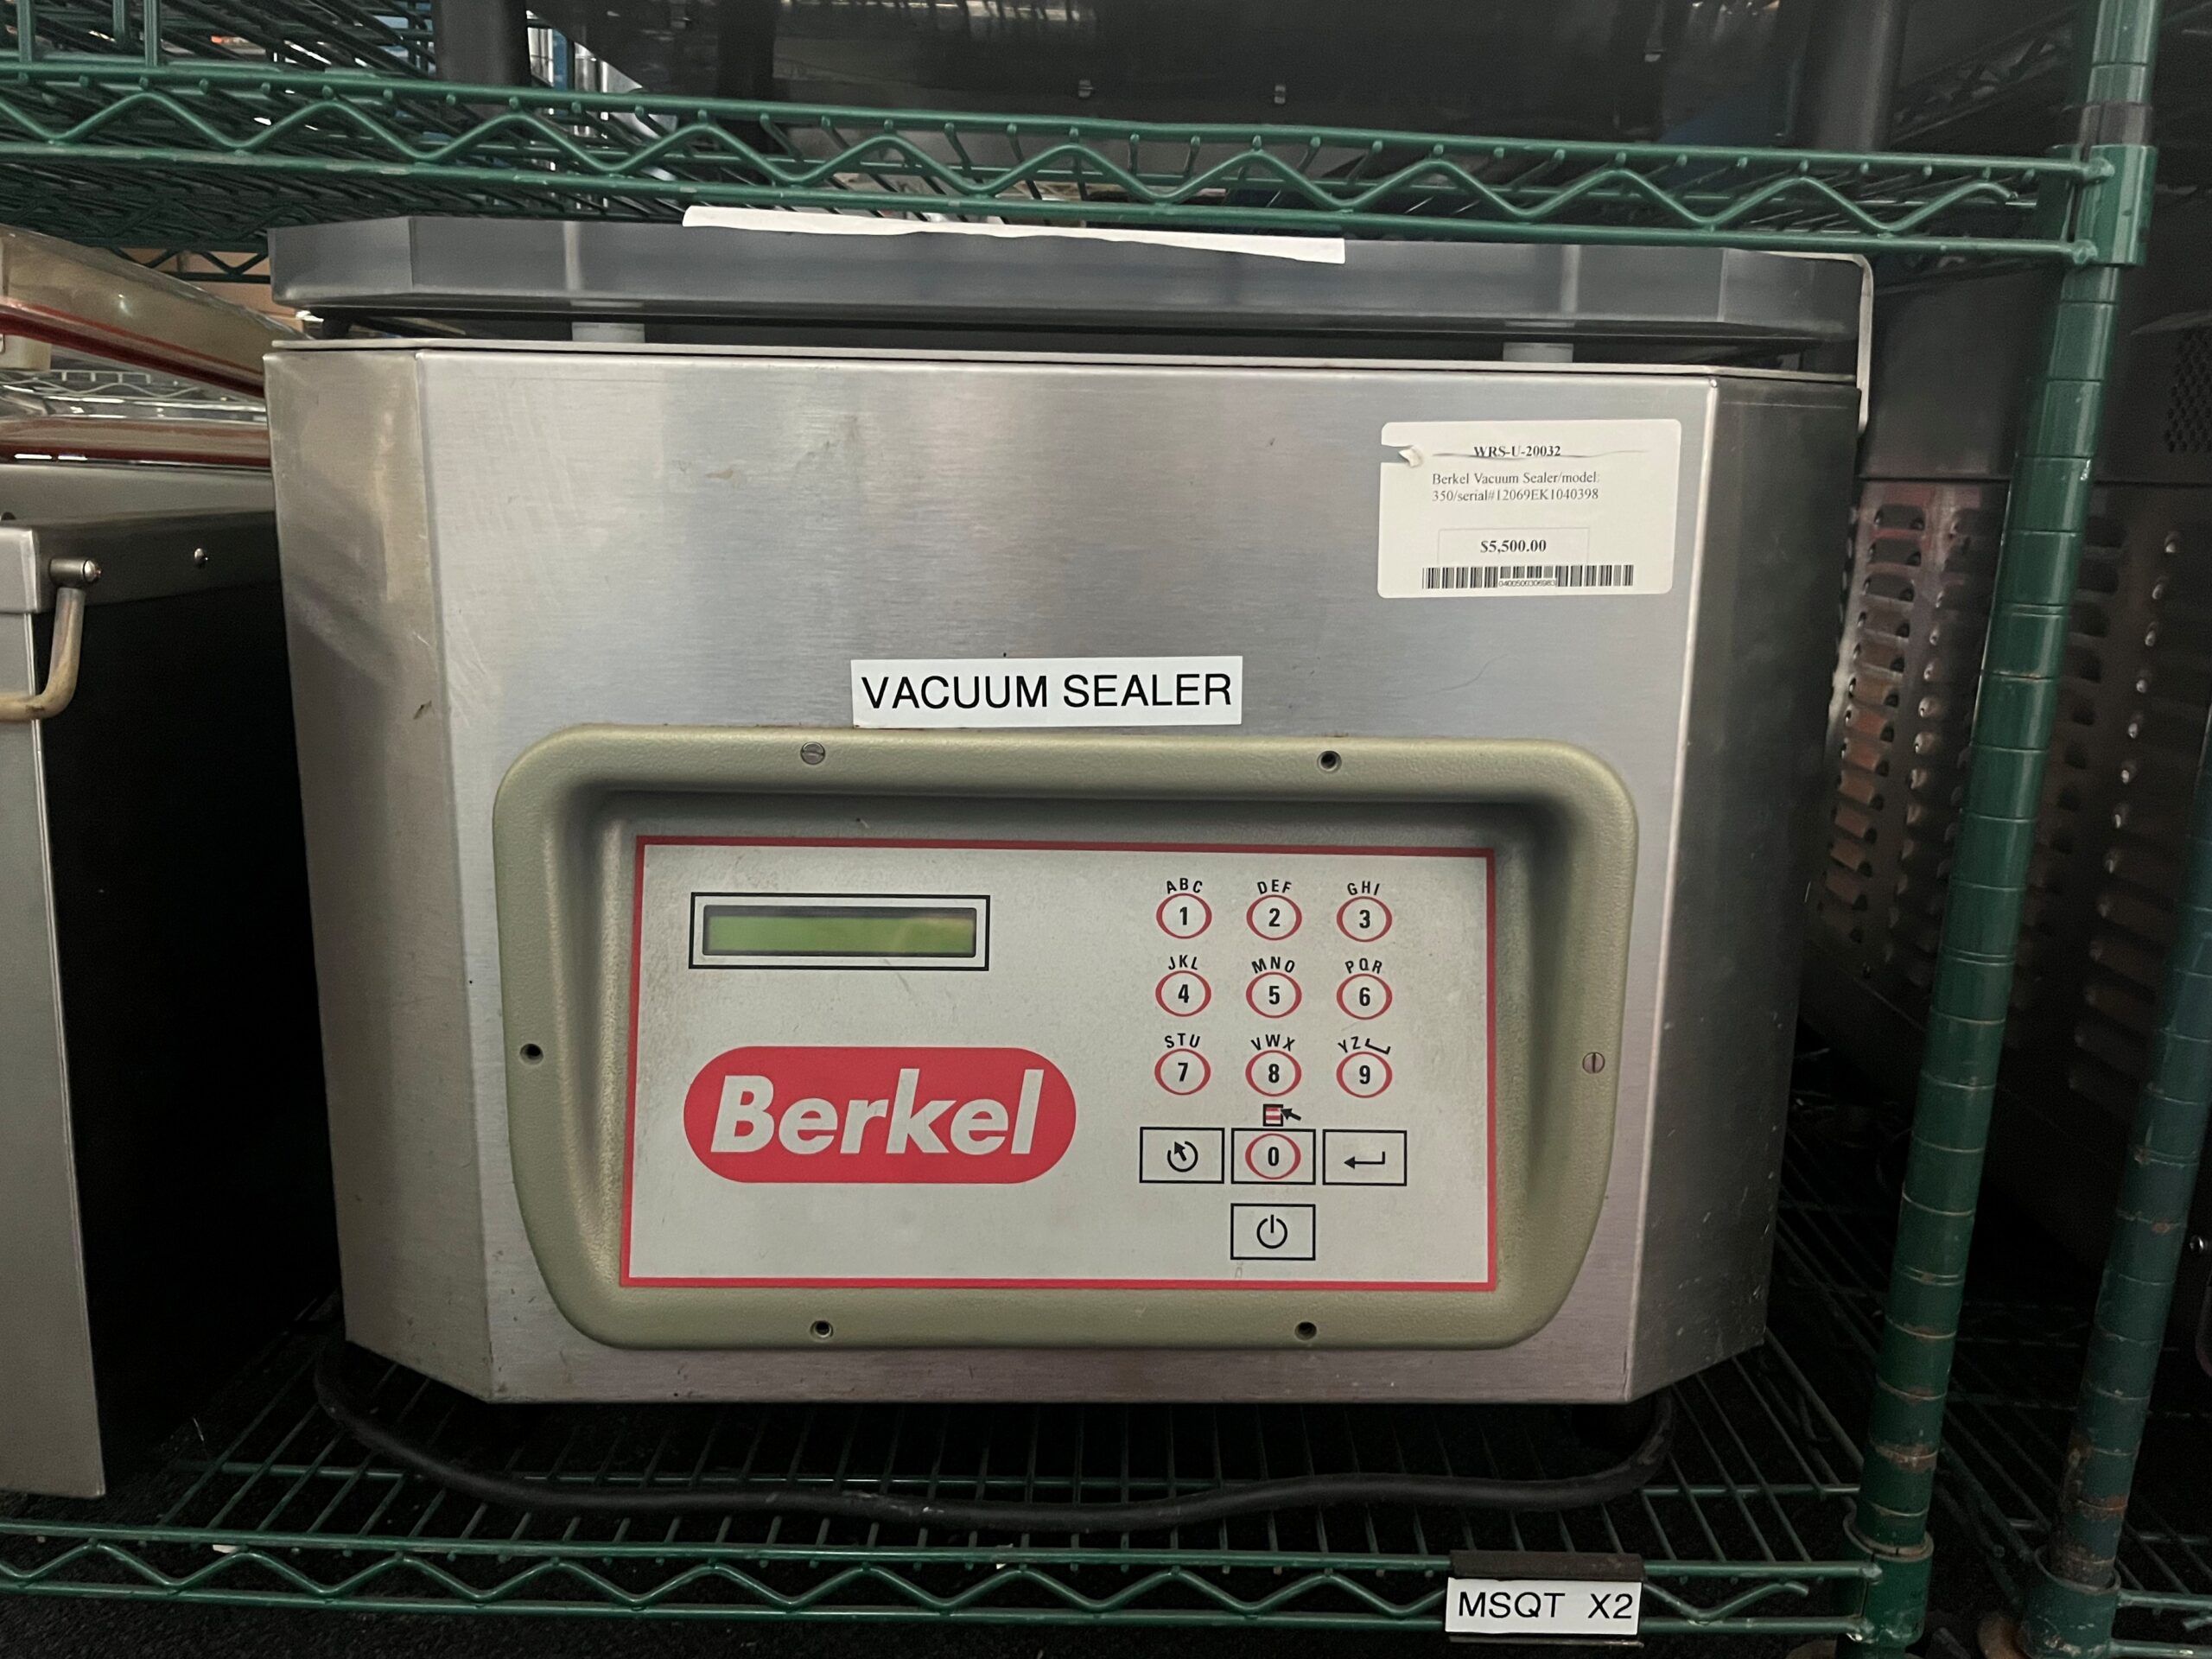 WRS-U-20032
Berkel Vacuum Sealer/model:
350/serial#12069EK1040398
$5,500.00
VACUUM SEALER
ABC DEF GHI
1 2 3
JKL MNO PQR
4 5 6
STU VWX YZ
7 8 9
Berkel
0
MSQT X2